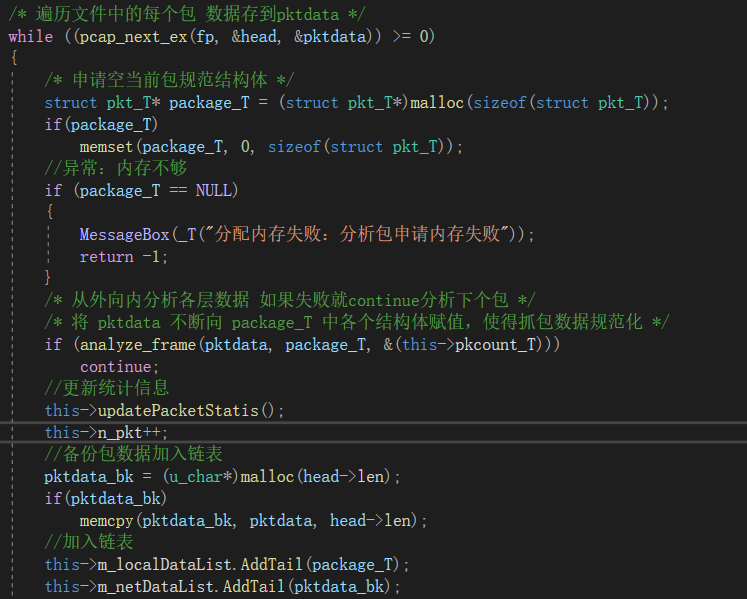 /* 遍历文件中的每个包 数据存到pktdata */
while ((pcap_next_ex(fp, &head, &pktdata)) >= 0)
{
/* 申请空当前包规范结构体 */
struct pkt_T* package_T = (struct pkt_T*)malloc(sizeof(struct pkt_T));
if(package_T)
memset(package_T, 0, sizeof(struct pkt_T));
//异常: 内存不够
if (package_T == NULL)
{
MessageBox(_T("分配内存失败: 分析包申请内存失败"));
return -1;
}
/* 从外向内分析各层数据 如果失败就continue分析下个包 */
/* 将 pktdata 不断向 package_T 中各个结构体赋值，使得抓包数据规范化 */
if (analyze_frame(pktdata, package_T, &(this->pkcount_T)))
continue;
//更新统计信息
this->updatePacketStatis();
this->n_pkt++;
//备份包数据加入链表
pktdata_bk = (u_char*)malloc(head->len);
if(pktdata_bk)
memcpy(pktdata_bk, pktdata, head->len);
//加入链表
this->m_localDataList.AddTail(package_T);
this->m_netDataList.AddTail(pktdata_bk);